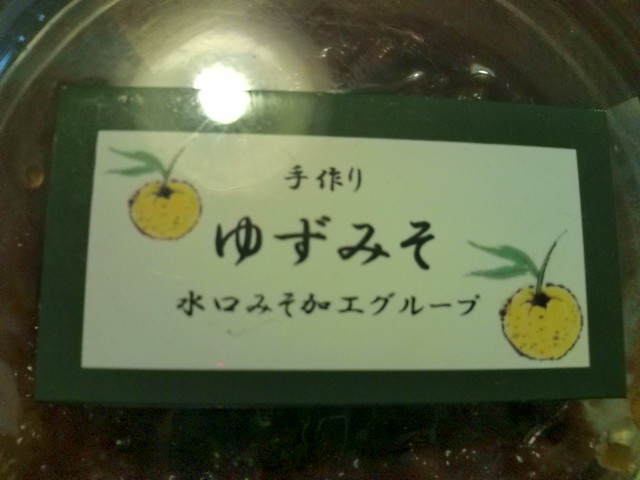 手作り
ゆずみそ
水口みそ加工グループ